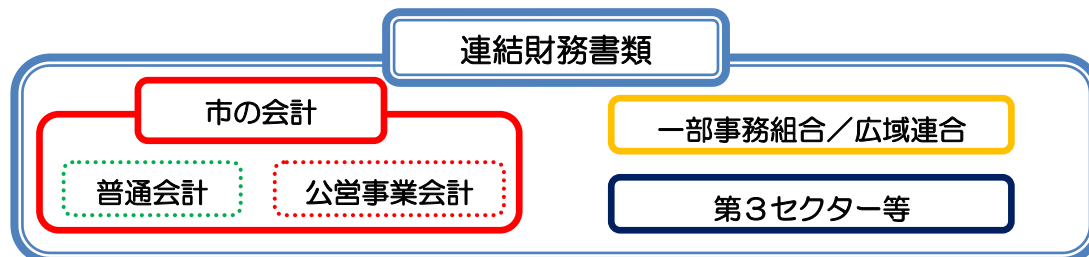 連結財務書類
市の会計
一部事務組合／広域連合
普通会計
公営事業会計
第３セクター等